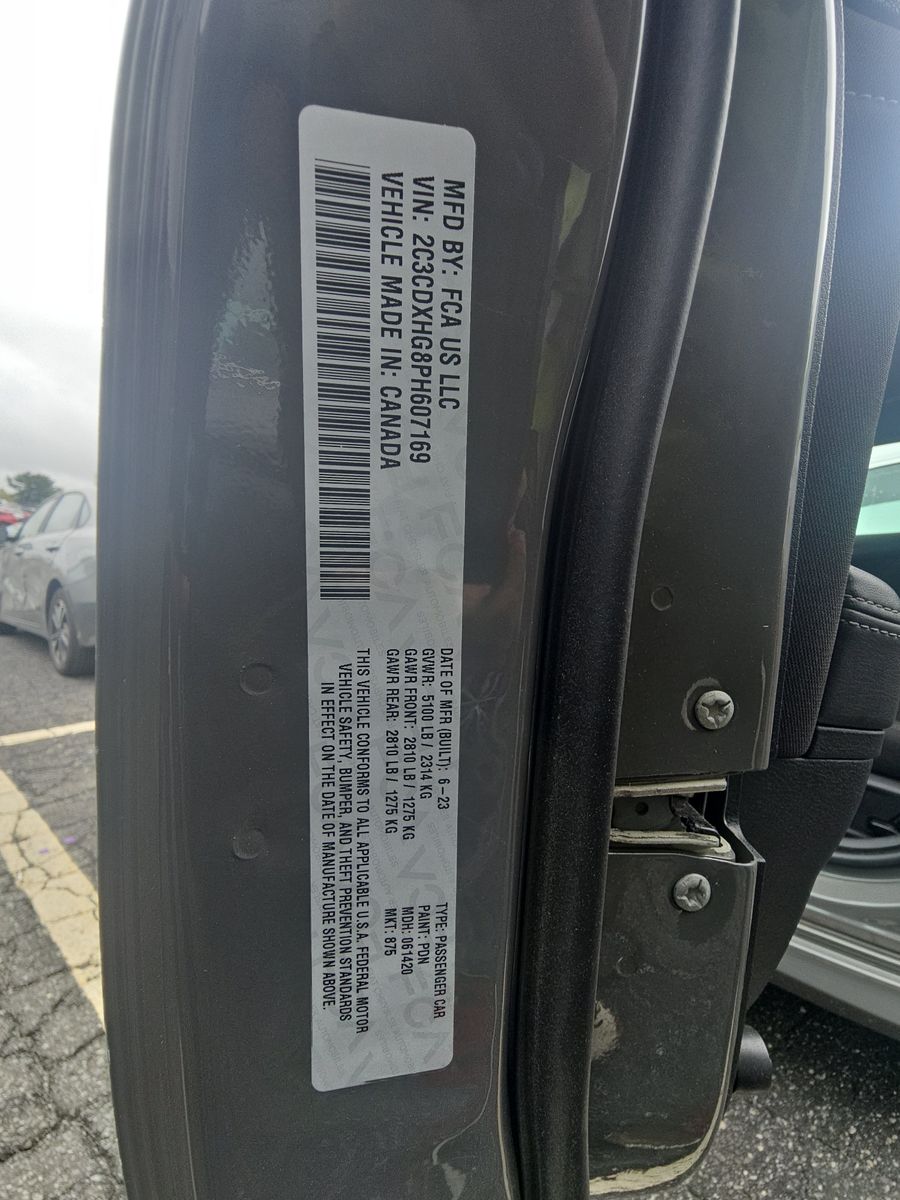 MFD BY: FCA US LLC
VIN: 2C3CDXHG8PH607169
VEHICLE MADE IN: CANADA
DATE OF MFR (BUILT): 6-23
GVWR: 5100 LB / 2314 KG
GAWR FRONT: 2810 LB / 1275 KG
GAWR REAR: 2810 LB / 1275 KG
TYPE: PASSENGER CAR
PAINT: PDN
MDH: 061420
MKT: 875
THIS VEHICLE CONFORMS TO ALL APPLICABLE U.S.A. FEDERAL MOTOR
VEHICLE SAFETY, BUMPER, AND THEFT PREVENTION STANDARDS
IN EFFECT ON THE DATE OF MANUFACTURE SHOWN ABOVE.